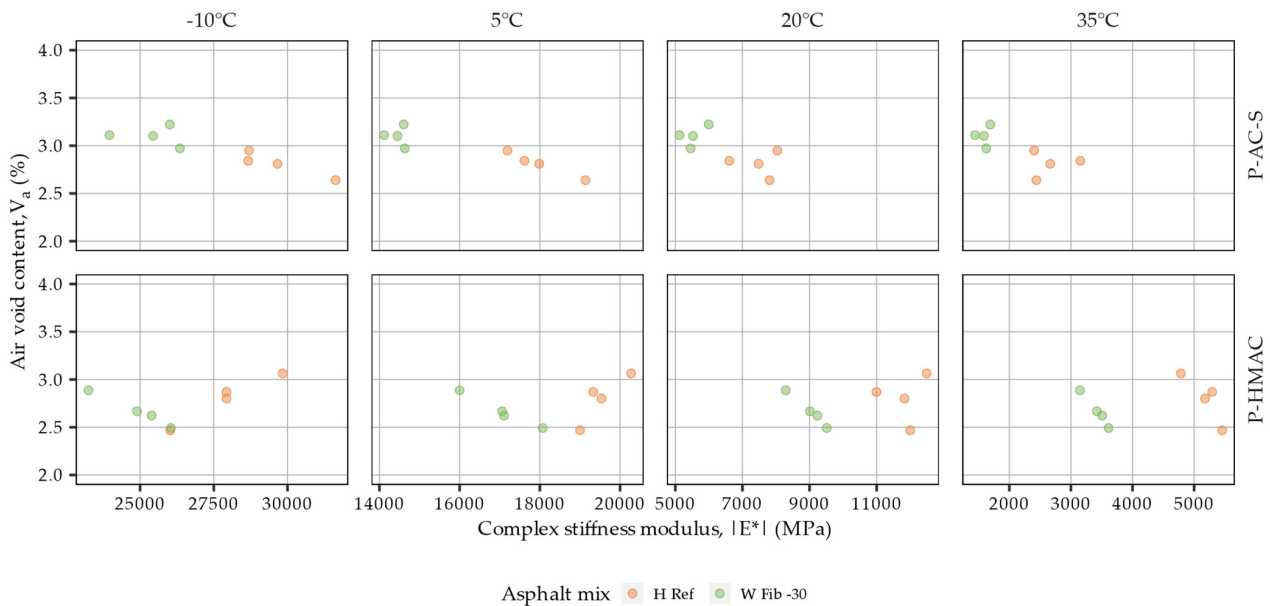 -10°C 5°C 20°C 35°C
4.0
3.5
3.0
2.5
2.0
P-AC-S
4.0
3.5
3.0
2.5
2.0
P-HMAC
Air void content, Va (%)
25000 27500 30000 14000 16000 18000 20000 5000 7000 9000 11000 2000 3000 4000 5000
Complex stiffness modulus, |E*| (MPa)
Asphalt mix H Ref W Fib -30